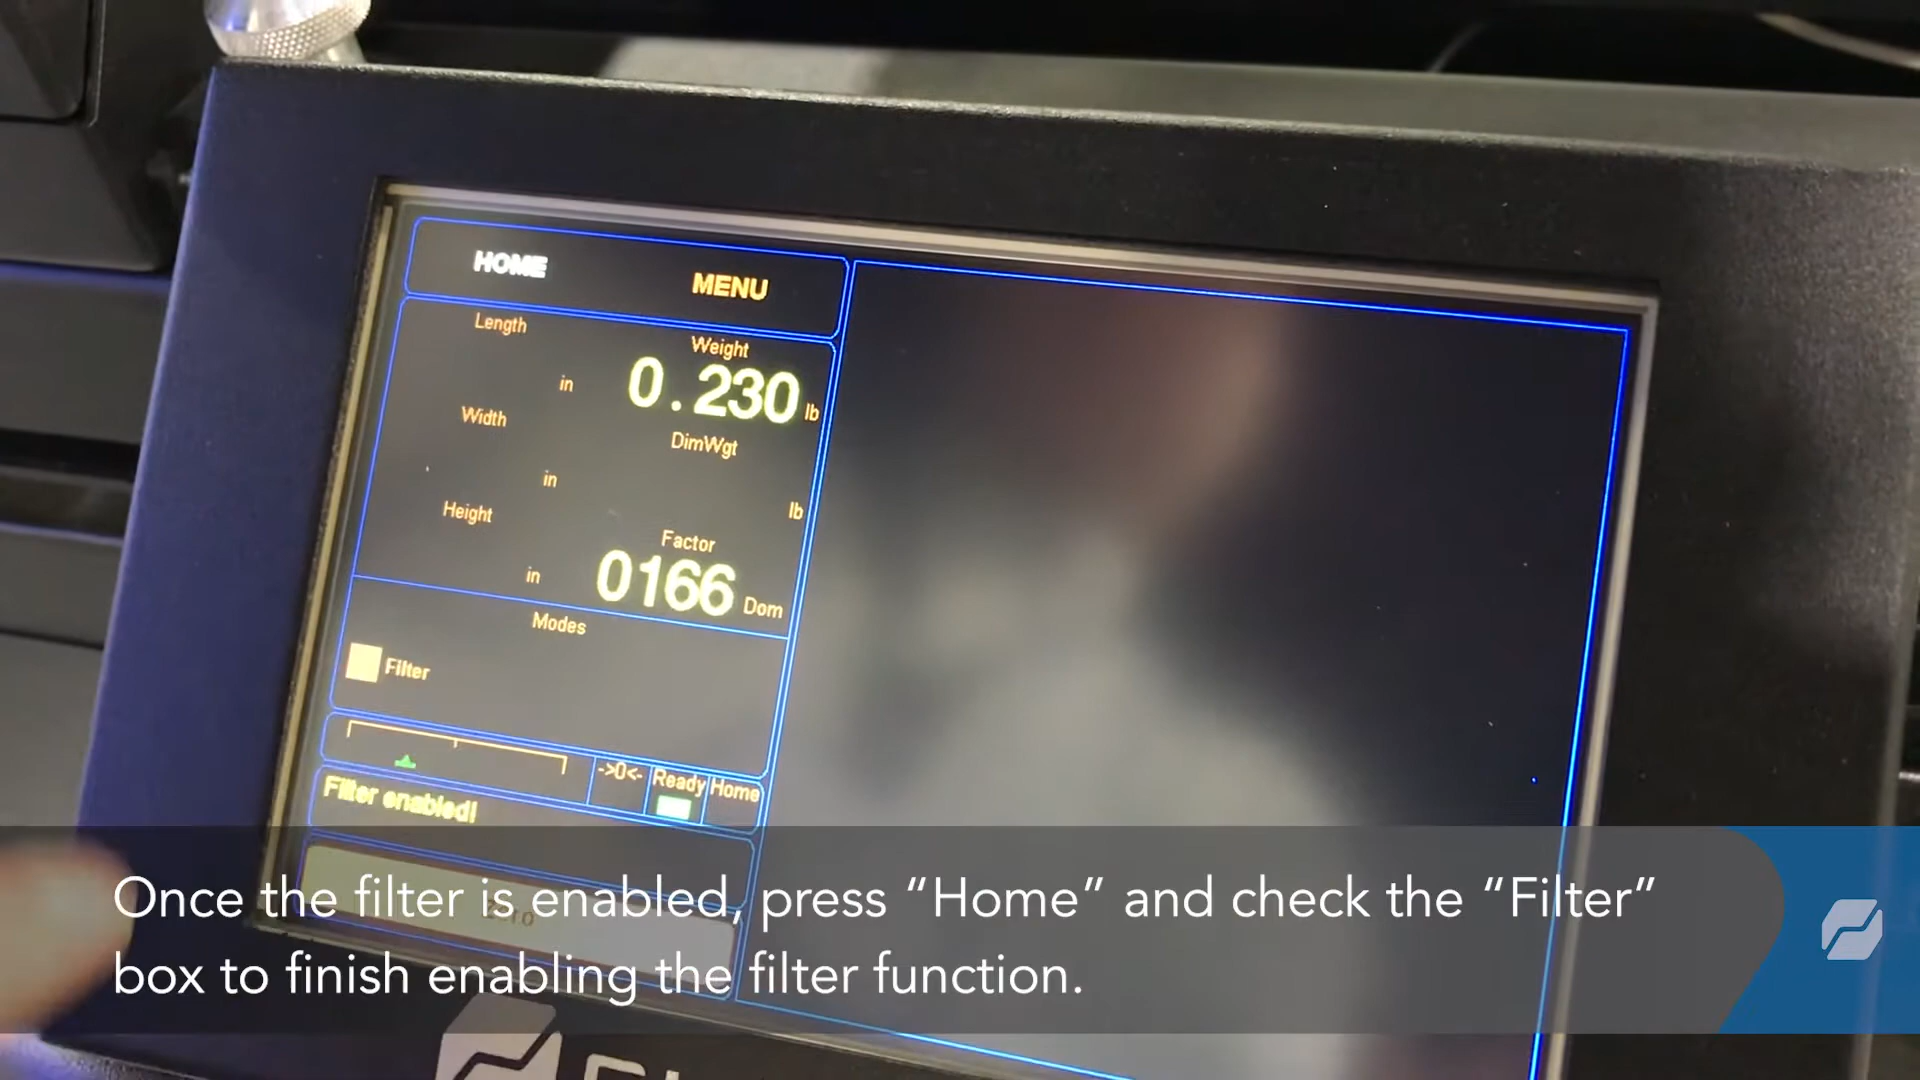 HOME MENU
Length
Weight
in 0.230 lb
Width
DimWgt
in
lb
Height
Factor
in 0166 Dom
Modes
Filter
->0<- Ready Home
Filter enabled!
Zero
Once the filter is enabled, press “Home” and check the “Filter”
box to finish enabling the filter function.